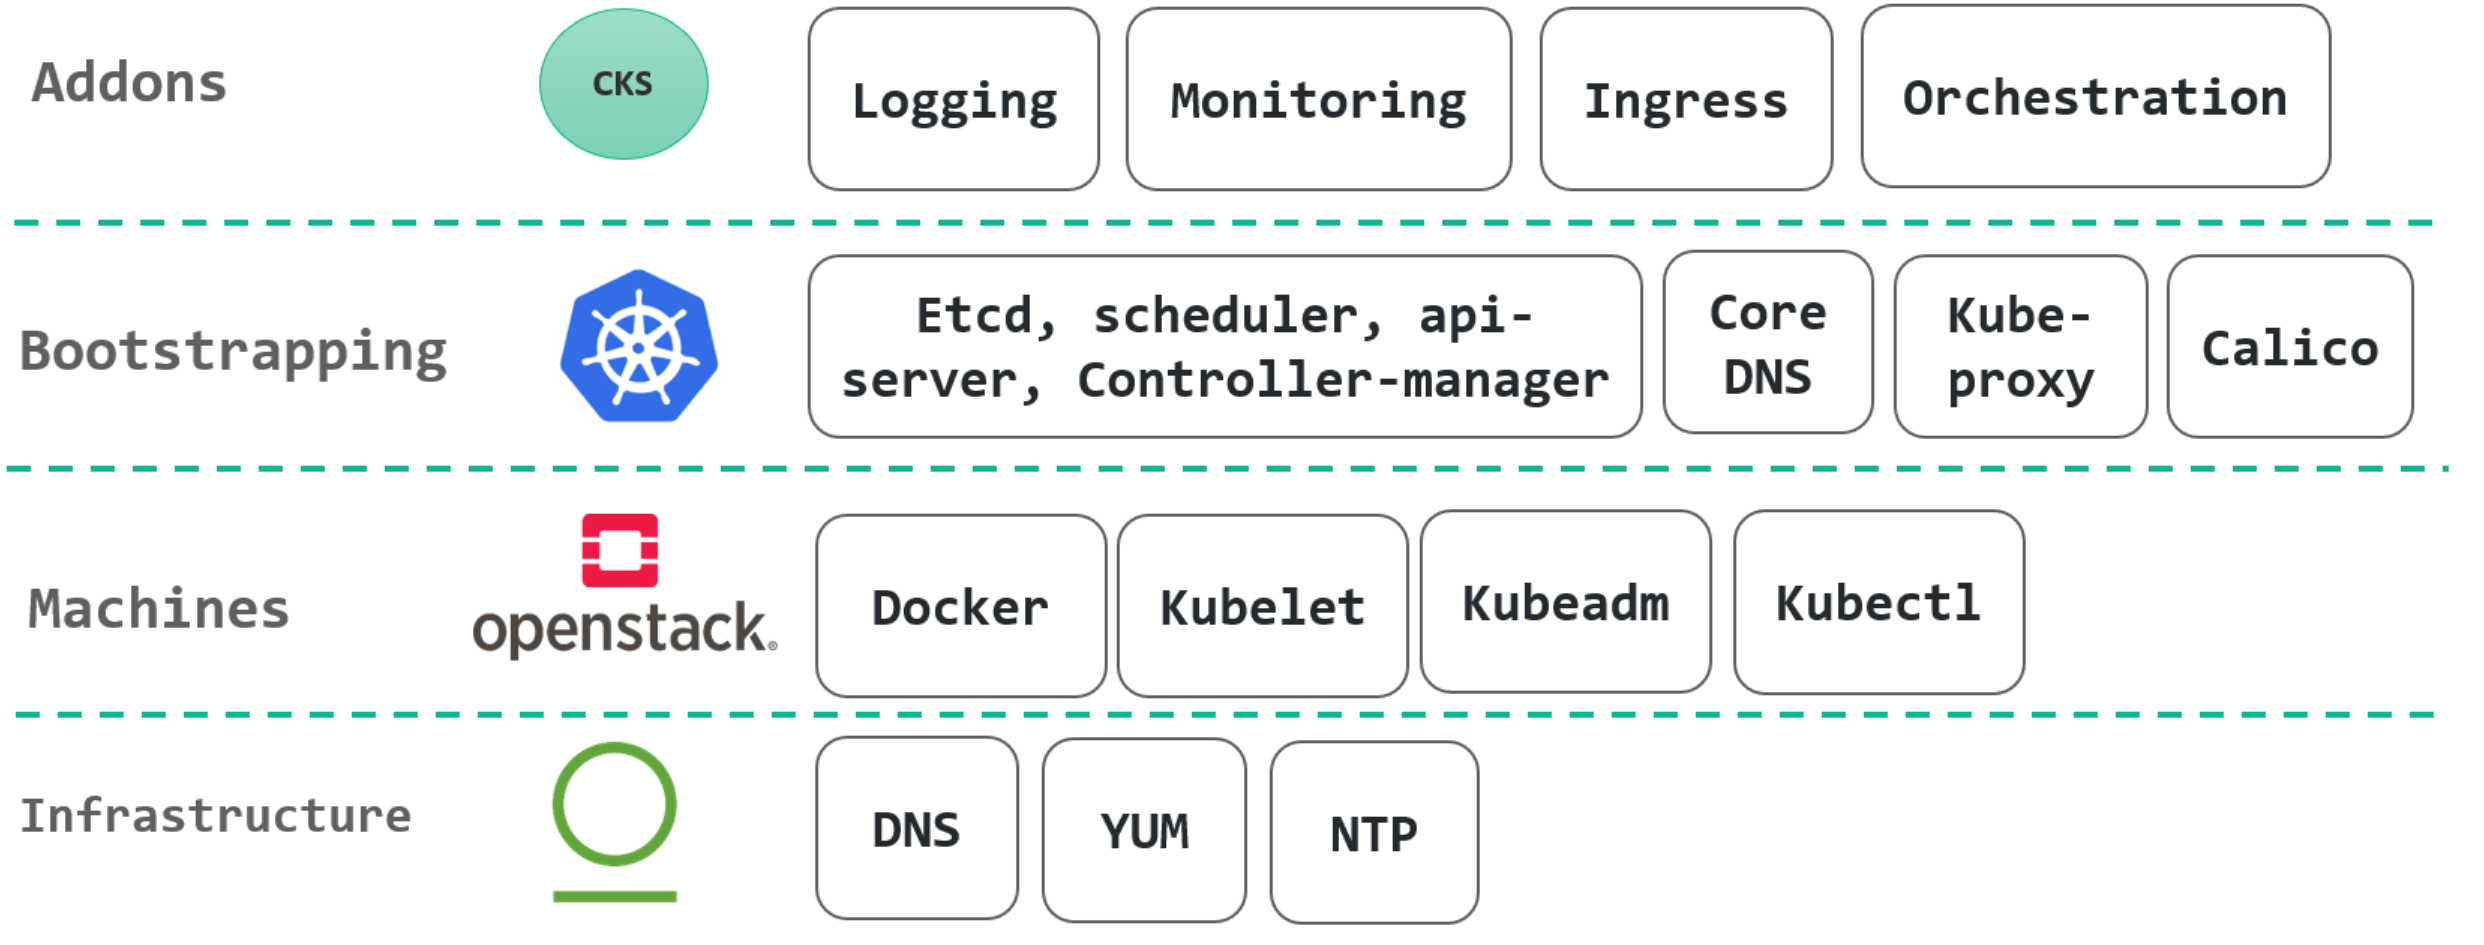 Addons
CKS
Logging
Monitoring
Ingress
Orchestration
Bootstrapping
Etcd, scheduler, api-
server, Controller-manager
Core
DNS
Kube-
proxy
Calico
Machines
openstack.®
Docker
Kubelet
Kubeadm
Kubectl
Infrastructure
DNS
YUM
NTP